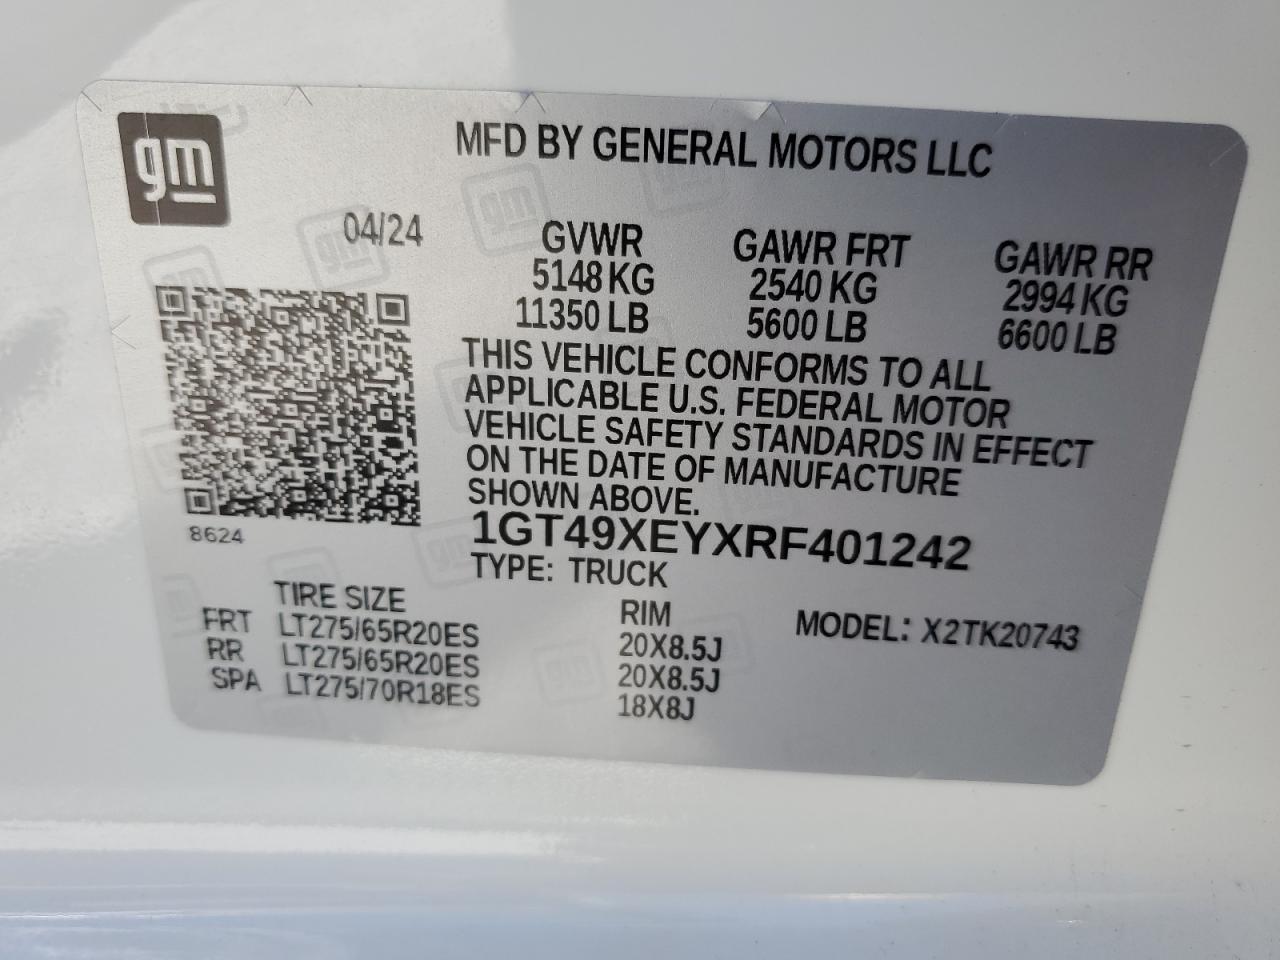 gm
MFD BY GENERAL MOTORS LLC
04/24
GVWR GAWR FRT GAWR RR
5148 KG 2540 KG 2994 KG
11350 LB 5600 LB 6600 LB
THIS VEHICLE CONFORMS TO ALL
APPLICABLE U.S. FEDERAL MOTOR
VEHICLE SAFETY STANDARDS IN EFFECT
ON THE DATE OF MANUFACTURE
SHOWN ABOVE.
8624
1GT49XEYXRF401242
TYPE: TRUCK
TIRE SIZE RIM MODEL: X2TK20743
FRT LT275/65R20ES 20X8.5J
RR LT275/65R20ES 20X8.5J
SPA LT275/70R18ES 18X8J